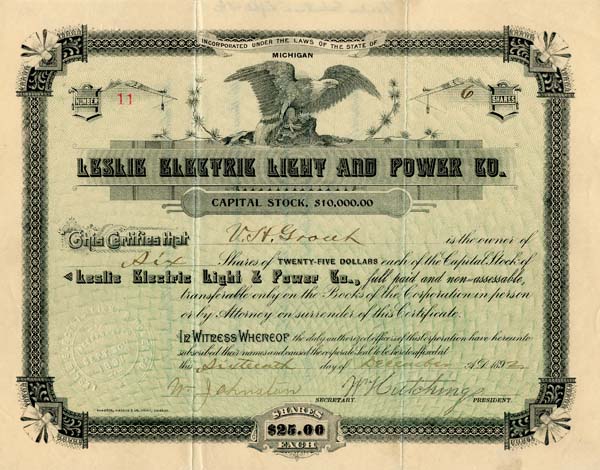 INCORPORATED UNDER THE LAWS OF THE STATE OF
MICHIGAN
NUMBER 11
6 SHARES
LESLIE ELECTRIC LIGHT AND POWER CO.
CAPITAL STOCK, $10,000.00
This Certifies that V. H. Grouch is the owner of
Six Shares of TWENTY-FIVE DOLLARS each of the Capital Stock of
Leslie Electric Light & Power Co., full paid and non-assessable,
transferable only on the Books of the Corporation in person
or by Attorney on surrender of this Certificate.
IN WITNESS WHEREOF the duly authorized officers of this Corporation have hereunto
subscribed their names and caused the corporate Seal to be hereto affixed at
this Sixteenth day of December A.D. 1892
Wm Johnston
SECRETARY.
W Hutchings
PRESIDENT.
SHARES
$25.00
EACH